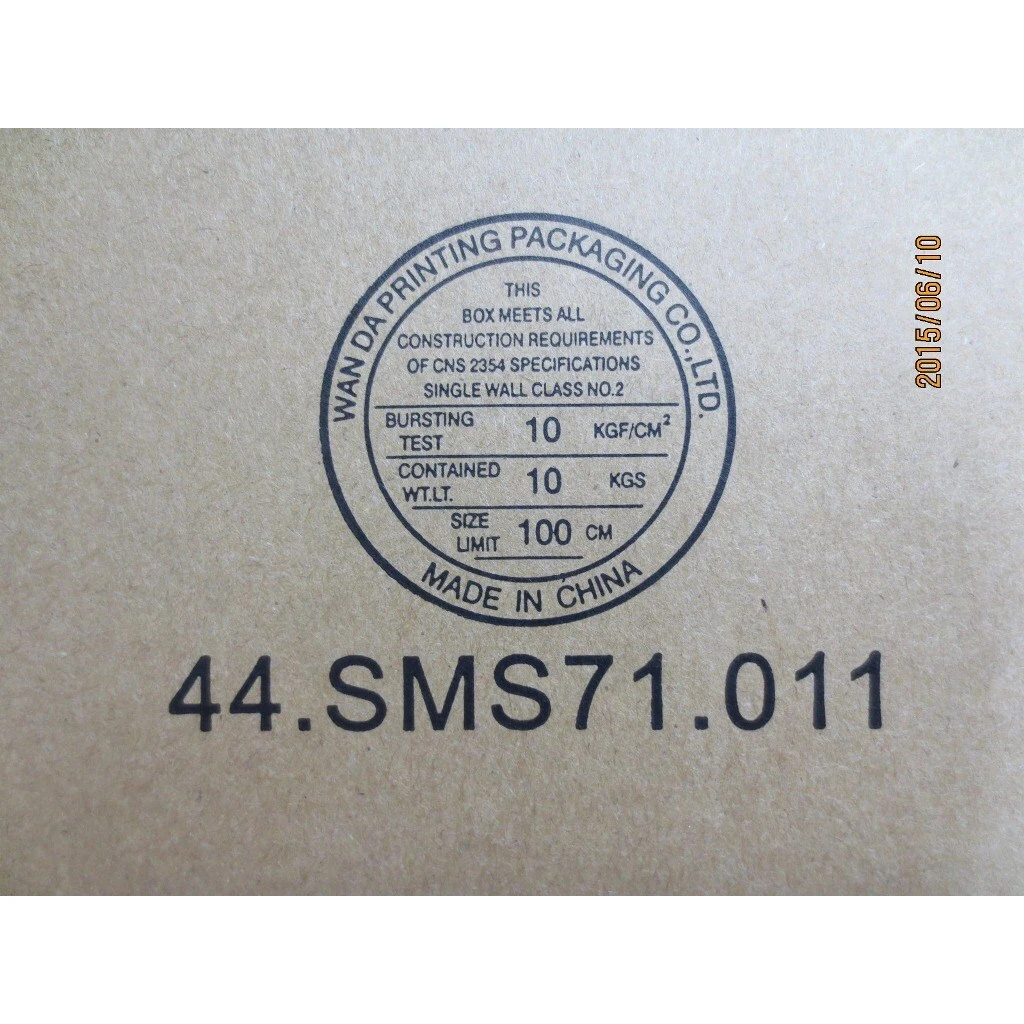 WAN DA PRINTING PACKAGING CO.,LTD.
THIS
BOX MEETS ALL
CONSTRUCTION REQUIREMENTS
OF CNS 2354 SPECIFICATIONS
SINGLE WALL CLASS NO.2
BURSTING TEST 10 KGF/CM²
CONTAINED WT.LT. 10 KGS
SIZE LIMIT 100 CM
MADE IN CHINA
44.SMS71.011
2015/06/10